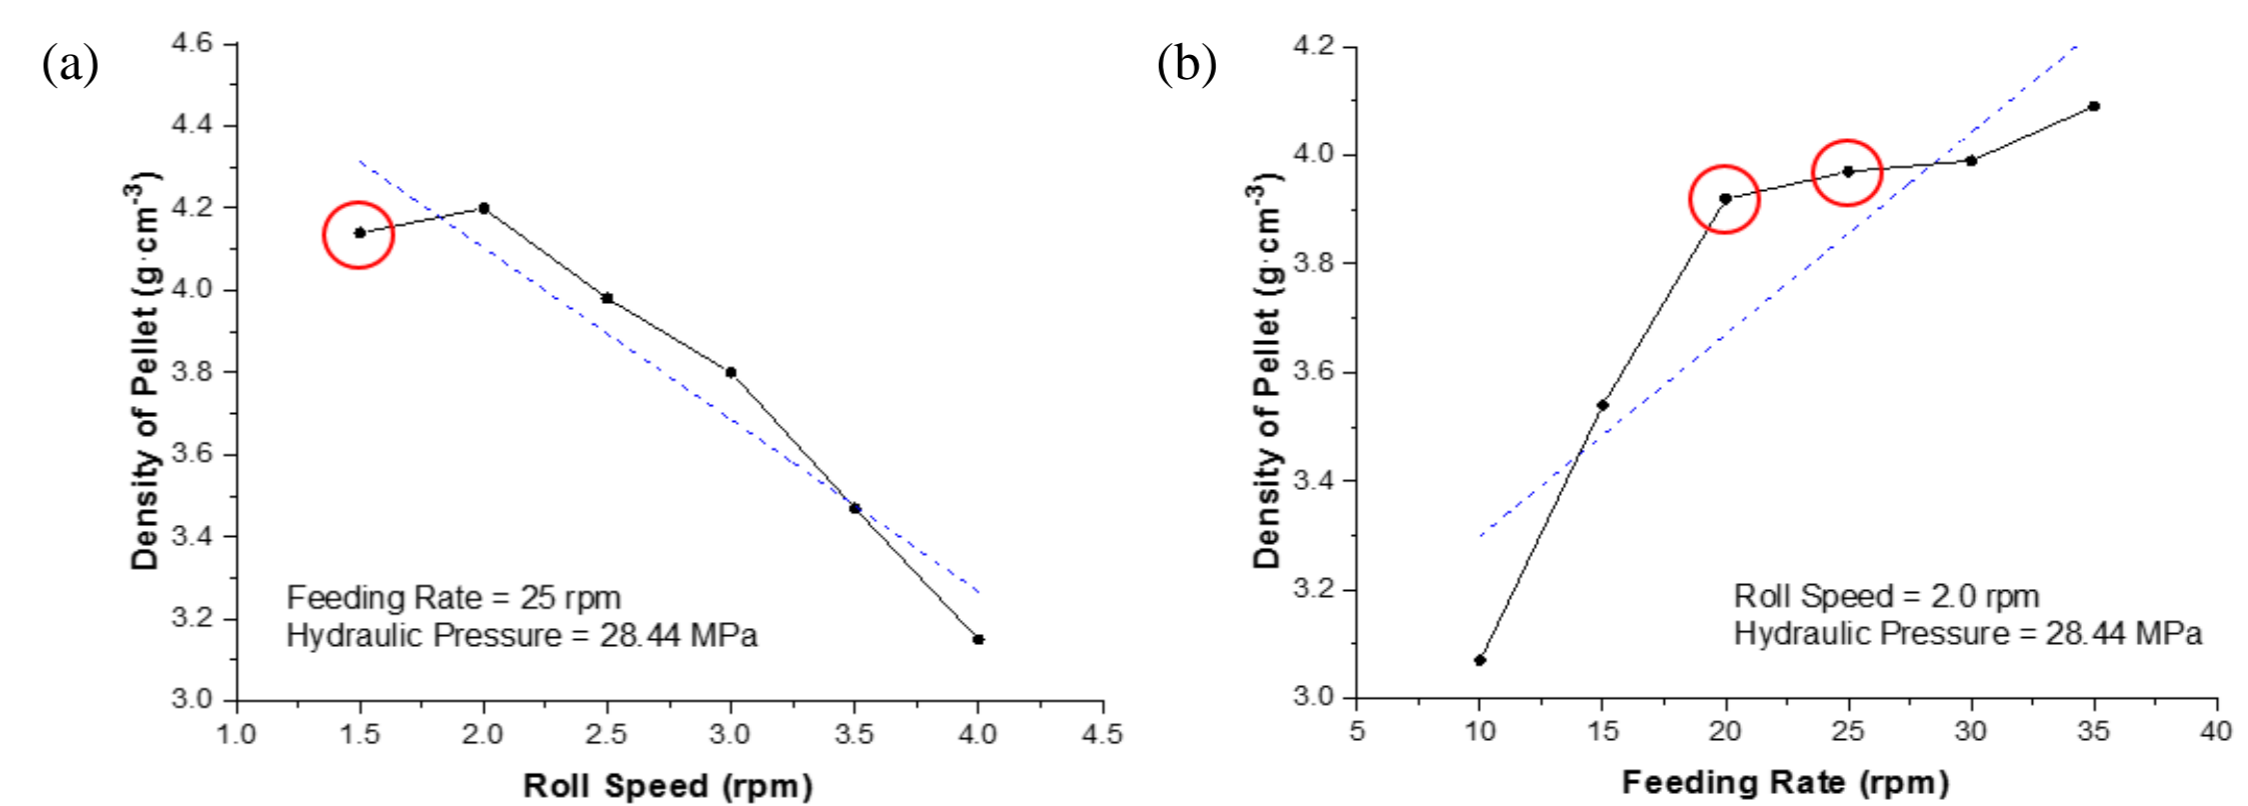 (a)
4.6
4.4
4.2
4.0
3.8
3.6
3.4
3.2
3.0
Density of Pellet (g·cm⁻³)
Feeding Rate = 25 rpm
Hydraulic Pressure = 28.44 MPa
1.0 1.5 2.0 2.5 3.0 3.5 4.0 4.5
Roll Speed (rpm)
(b)
4.2
4.0
3.8
3.6
3.4
3.2
3.0
Density of Pellet (g·cm⁻³)
Roll Speed = 2.0 rpm
Hydraulic Pressure = 28.44 MPa
5 10 15 20 25 30 35 40
Feeding Rate (rpm)